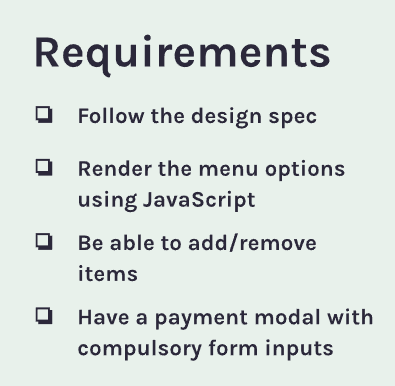 Requirements
❏ Follow the design spec
❏ Render the menu options
using JavaScript
❏ Be able to add/remove
items
❏ Have a payment modal with
compulsory form inputs